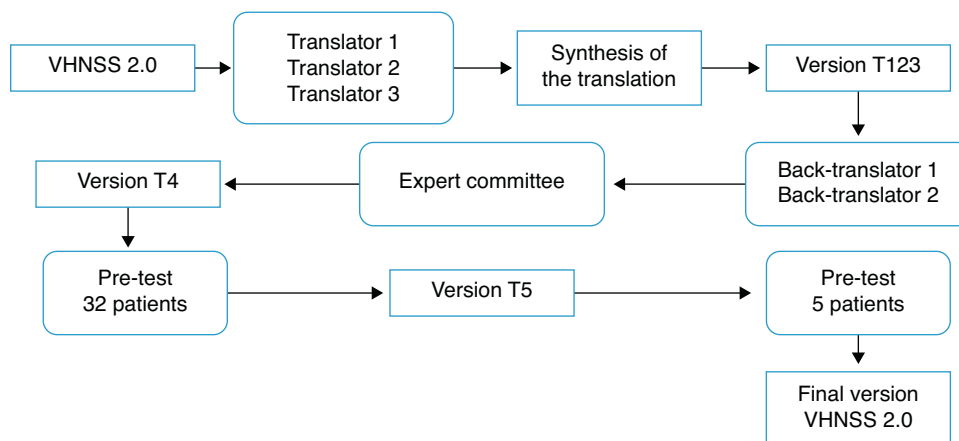 VHNSS 2.0
Translator 1
Translator 2
Translator 3
Synthesis of
the translation
Version T123
Back-translator 1
Back-translator 2
Expert committee
Version T4
Pre-test
32 patients
Version T5
Pre-test
5 patients
Final version
VHNSS 2.0